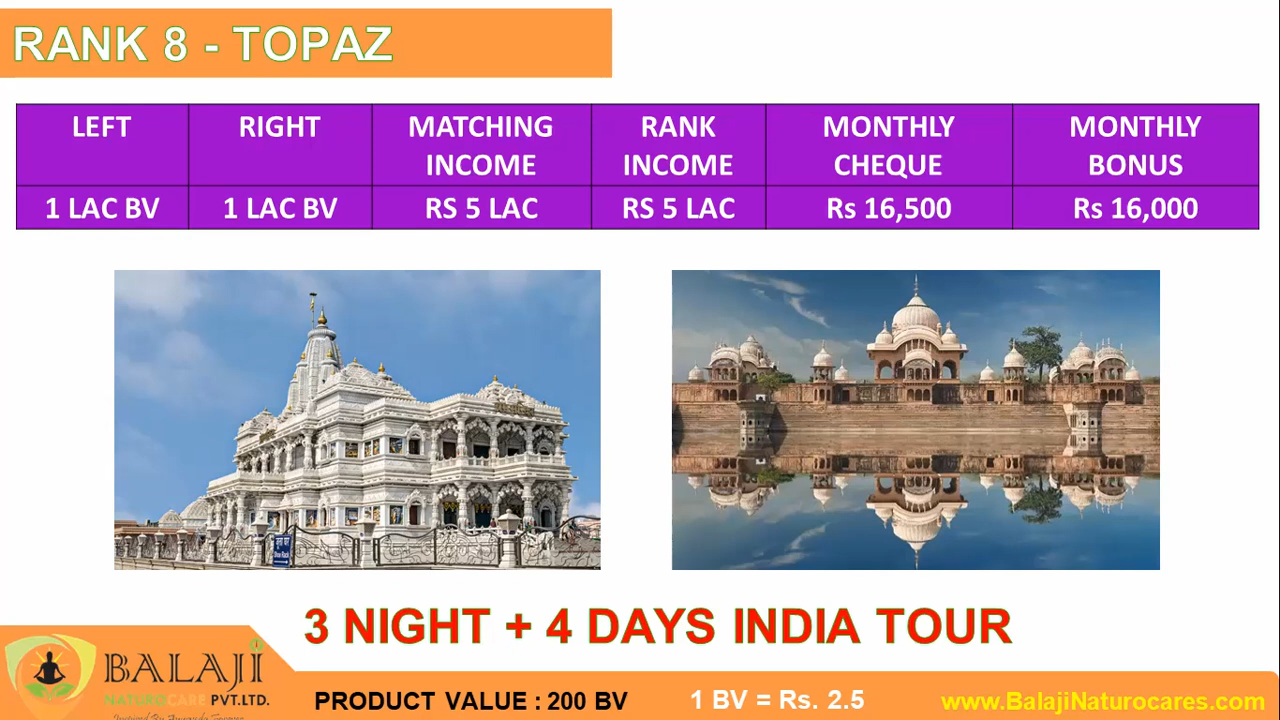 RANK 8 - TOPAZ
LEFT RIGHT MATCHING INCOME RANK INCOME MONTHLY CHEQUE MONTHLY BONUS
1 LAC BV 1 LAC BV RS 5 LAC RS 5 LAC Rs 16,500 Rs 16,000
3 NIGHT + 4 DAYS INDIA TOUR
BALAJI
NATUROCARE PVT.LTD.
PRODUCT VALUE : 200 BV 1 BV = Rs. 2.5 www.BalajiNaturocares.com